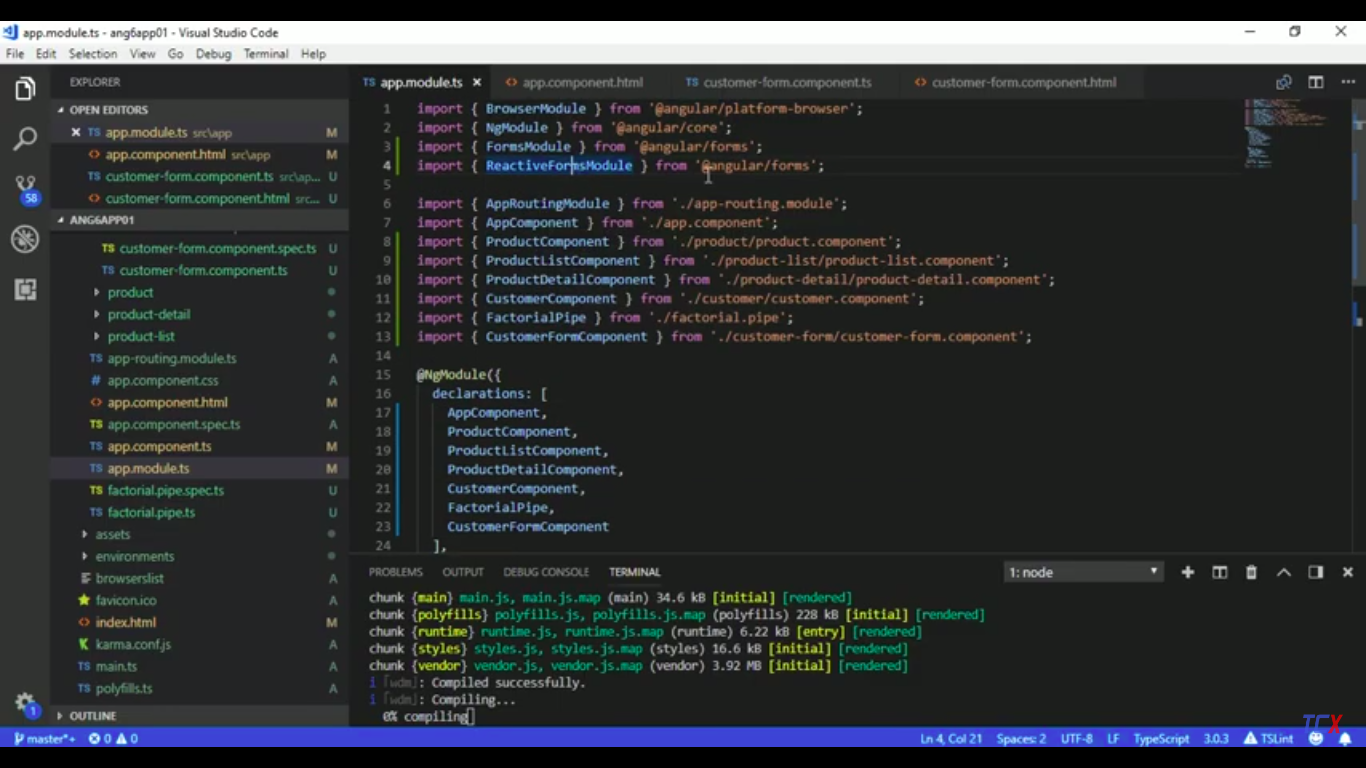 app.module.ts - ang6app01 - Visual Studio Code
File Edit Selection View Go Debug Terminal Help
EXPLORER
OPEN EDITORS
TS app.module.ts src\app M
<> app.component.html src\app M
TS customer-form.component.ts src\ap... U
<> customer-form.component.html src... U
58
ANG6APP01
TS customer-form.component.spec.ts U
TS customer-form.component.ts U
product
product-detail
product-list
TS app-routing.module.ts A
# app.component.css A
<> app.component.html M
TS app.component.spec.ts A
TS app.component.ts M
TS app.module.ts M
TS factorial.pipe.spec.ts U
TS factorial.pipe.ts U
assets
environments
browserslist A
favicon.ico A
<> index.html M
karma.conf.js A
TS main.ts A
TS polyfills.ts A
OUTLINE
1
TS app.module.ts <> app.component.html TS customer-form.component.ts <> customer-form.component.html
1 import { BrowserModule } from '@angular/platform-browser';
2 import { NgModule } from '@angular/core';
3 import { FormsModule } from '@angular/forms';
4 import { ReactiveFormsModule } from '@angular/forms';
5
6 import { AppRoutingModule } from './app-routing.module';
7 import { AppComponent } from './app.component';
8 import { ProductComponent } from './product/product.component';
9 import { ProductListComponent } from './product-list/product-list.component';
10 import { ProductDetailComponent } from './product-detail/product-detail.component';
11 import { CustomerComponent } from './customer/customer.component';
12 import { FactorialPipe } from './factorial.pipe';
13 import { CustomerFormComponent } from './customer-form/customer-form.component';
14
15 @NgModule({
16 declarations: [
17 AppComponent,
18 ProductComponent,
19 ProductListComponent,
20 ProductDetailComponent,
21 CustomerComponent,
22 FactorialPipe,
23 CustomerFormComponent
24 ],
PROBLEMS OUTPUT DEBUG CONSOLE TERMINAL 1: node
chunk {main} main.js, main.js.map (main) 34.6 kB [initial] [rendered]
chunk {polyfills} polyfills.js, polyfills.js.map (polyfills) 228 kB [initial] [rendered]
chunk {runtime} runtime.js, runtime.js.map (runtime) 6.22 kB [entry] [rendered]
chunk {styles} styles.js, styles.js.map (styles) 16.6 kB [initial] [rendered]
chunk {vendor} vendor.js, vendor.js.map (vendor) 3.92 MB [initial] [rendered]
i ｢wdm｣: Compiled successfully.
i ｢wdm｣: Compiling...
0% compiling
TCX
master*+ 0 0 Ln 4, Col 21 Spaces: 2 UTF-8 LF TypeScript 3.0.3 TSLint